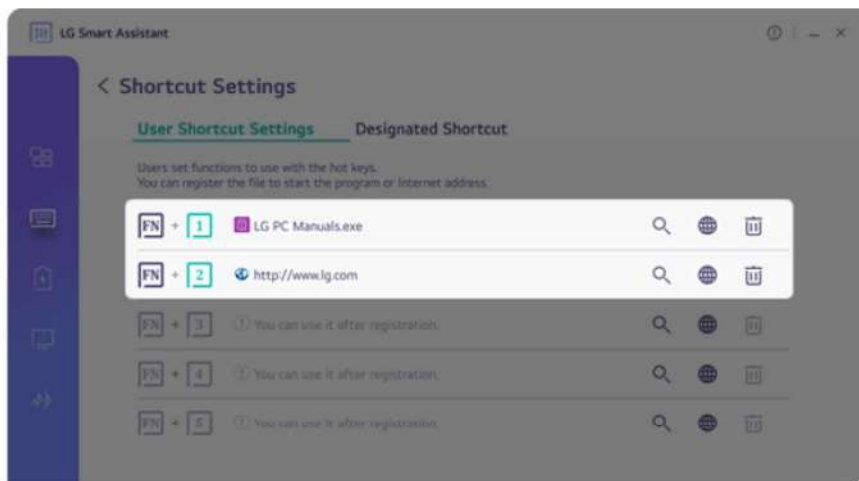 LG Smart Assistant
< Shortcut Settings
User Shortcut Settings Designated Shortcut
Users set functions to use with the hot keys.
You can register the file to start the program or Internet address.
FN + 1 LG PC Manuals.exe
FN + 2 http://www.lg.com
FN + 3 You can use it after registration.
FN + 4 You can use it after registration.
FN + 5 You can use it after registration.